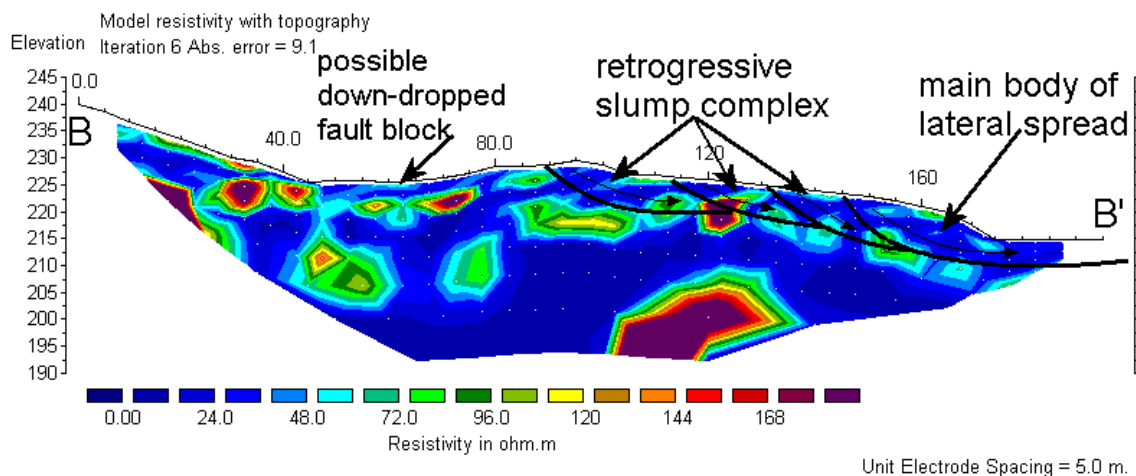 Model resistivity with topography
Elevation Iteration 6 Abs. error = 9.1
possible
down-dropped
fault block
retrogressive
slump complex
main body of
lateral spread
0.0
40.0
80.0
120
160
B
B'
245
240
235
230
225
220
215
210
205
200
195
190
0.00 24.0 48.0 72.0 96.0 120 144 168
Resistivity in ohm.m
Unit Electrode Spacing = 5.0 m.